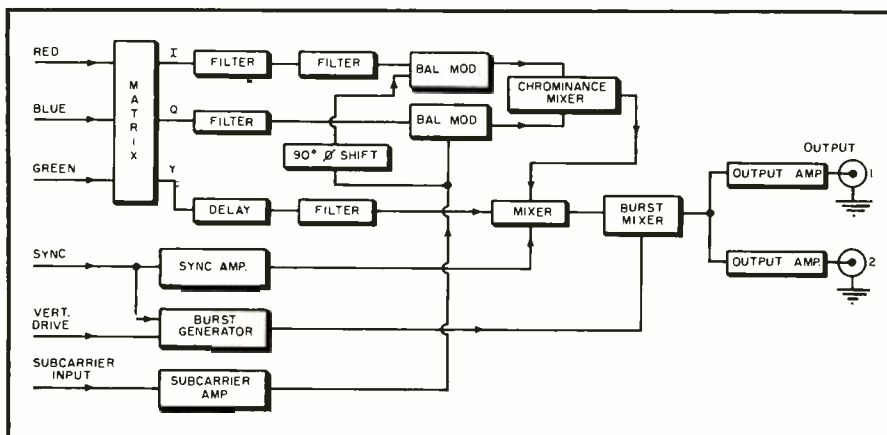 RED
BLUE
GREEN
SYNC
VERT.
DRIVE
SUBCARRIER
INPUT
MATRIX
I
Q
Y
FILTER
FILTER
FILTER
90° Ø SHIFT
DELAY
FILTER
BAL MOD
BAL MOD
CHROMINANCE
MIXER
MIXER
BURST
MIXER
SYNC AMP.
BURST
GENERATOR
SUBCARRIER
AMP
OUTPUT
OUTPUT AMP
1
OUTPUT AMP.
2